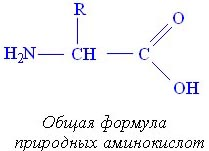 R
O
H₂N CH C
OH
Общая формула
природных аминокислот